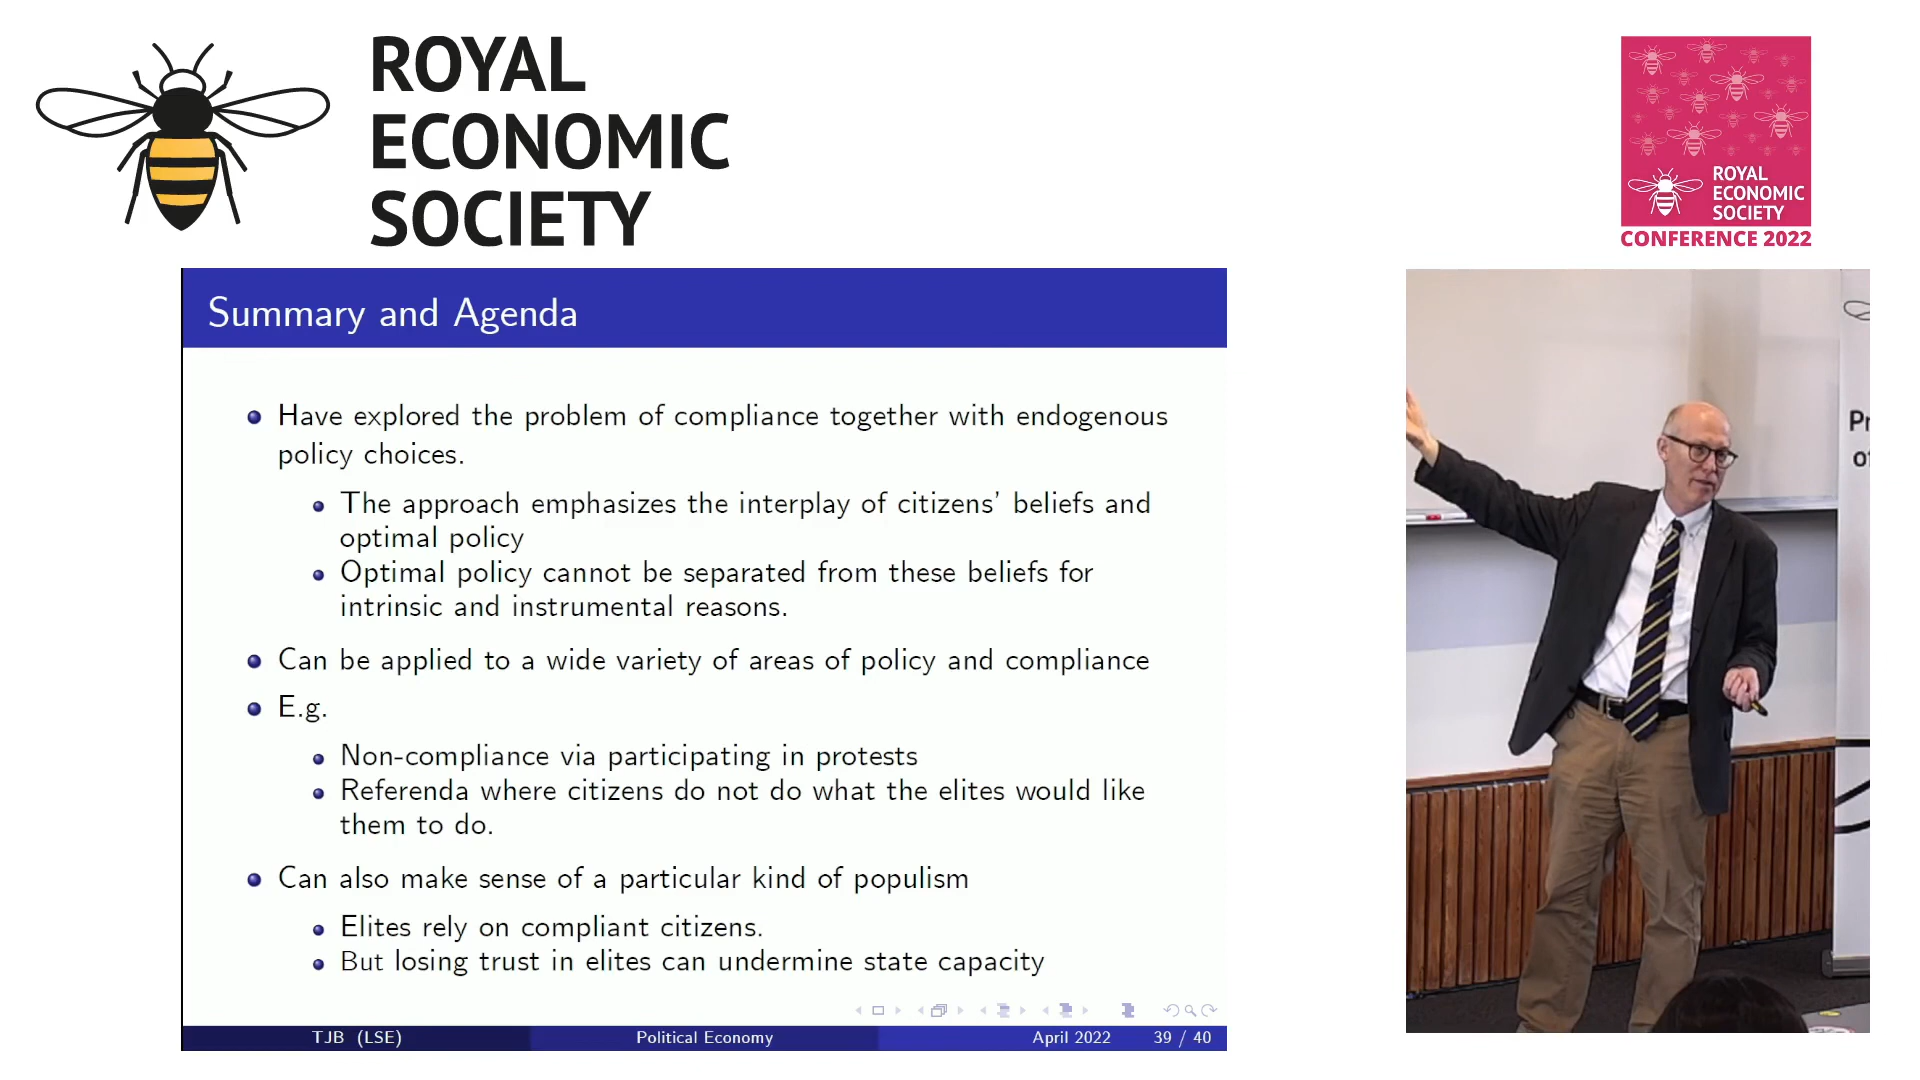 ROYAL
ECONOMIC
SOCIETY
ROYAL
ECONOMIC
SOCIETY
CONFERENCE 2022
Summary and Agenda
Have explored the problem of compliance together with endogenous
policy choices.
The approach emphasizes the interplay of citizens' beliefs and
optimal policy
Optimal policy cannot be separated from these beliefs for
intrinsic and instrumental reasons.
Can be applied to a wide variety of areas of policy and compliance
E.g.
Non-compliance via participating in protests
Referenda where citizens do not do what the elites would like
them to do.
Can also make sense of a particular kind of populism
Elites rely on compliant citizens.
But losing trust in elites can undermine state capacity
TJB (LSE) Political Economy April 2022 39 / 40